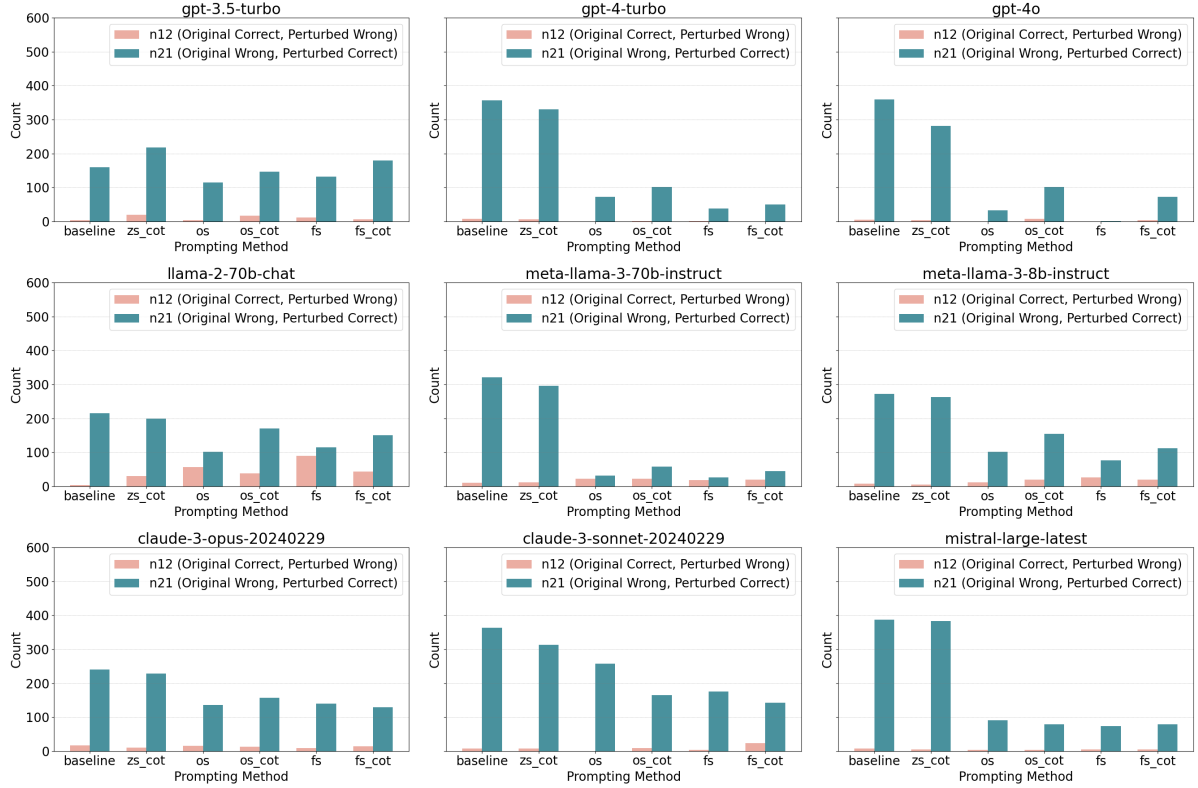 gpt-3.5-turbo
600
500
400
300
200
100
0
Count
n12 (Original Correct, Perturbed Wrong)
n21 (Original Wrong, Perturbed Correct)
baseline zs_cot os os_cot fs fs_cot
Prompting Method
gpt-4-turbo
Count
n12 (Original Correct, Perturbed Wrong)
n21 (Original Wrong, Perturbed Correct)
baseline zs_cot os os_cot fs fs_cot
Prompting Method
gpt-4o
Count
n12 (Original Correct, Perturbed Wrong)
n21 (Original Wrong, Perturbed Correct)
baseline zs_cot os os_cot fs fs_cot
Prompting Method
llama-2-70b-chat
600
500
400
300
200
100
0
Count
n12 (Original Correct, Perturbed Wrong)
n21 (Original Wrong, Perturbed Correct)
baseline zs_cot os os_cot fs fs_cot
Prompting Method
meta-llama-3-70b-instruct
Count
n12 (Original Correct, Perturbed Wrong)
n21 (Original Wrong, Perturbed Correct)
baseline zs_cot os os_cot fs fs_cot
Prompting Method
meta-llama-3-8b-instruct
Count
n12 (Original Correct, Perturbed Wrong)
n21 (Original Wrong, Perturbed Correct)
baseline zs_cot os os_cot fs fs_cot
Prompting Method
claude-3-opus-20240229
600
500
400
300
200
100
0
Count
n12 (Original Correct, Perturbed Wrong)
n21 (Original Wrong, Perturbed Correct)
baseline zs_cot os os_cot fs fs_cot
Prompting Method
claude-3-sonnet-20240229
Count
n12 (Original Correct, Perturbed Wrong)
n21 (Original Wrong, Perturbed Correct)
baseline zs_cot os os_cot fs fs_cot
Prompting Method
mistral-large-latest
Count
n12 (Original Correct, Perturbed Wrong)
n21 (Original Wrong, Perturbed Correct)
baseline zs_cot os os_cot fs fs_cot
Prompting Method